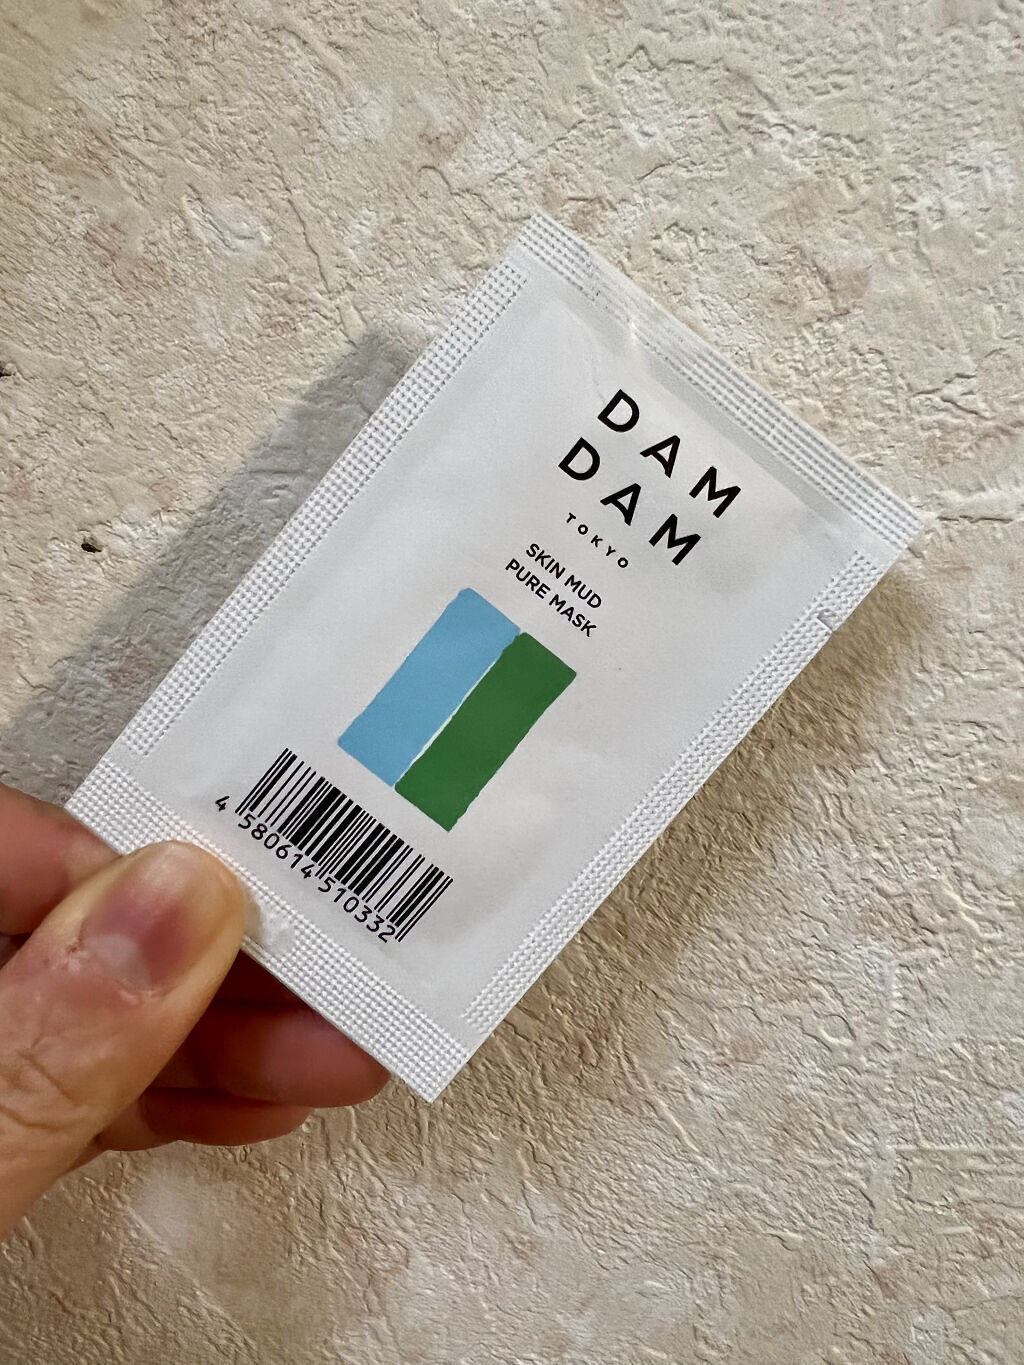 DAM
DAM
TOKYO
SKIN MUD
PURE MASK
4 580614 510332